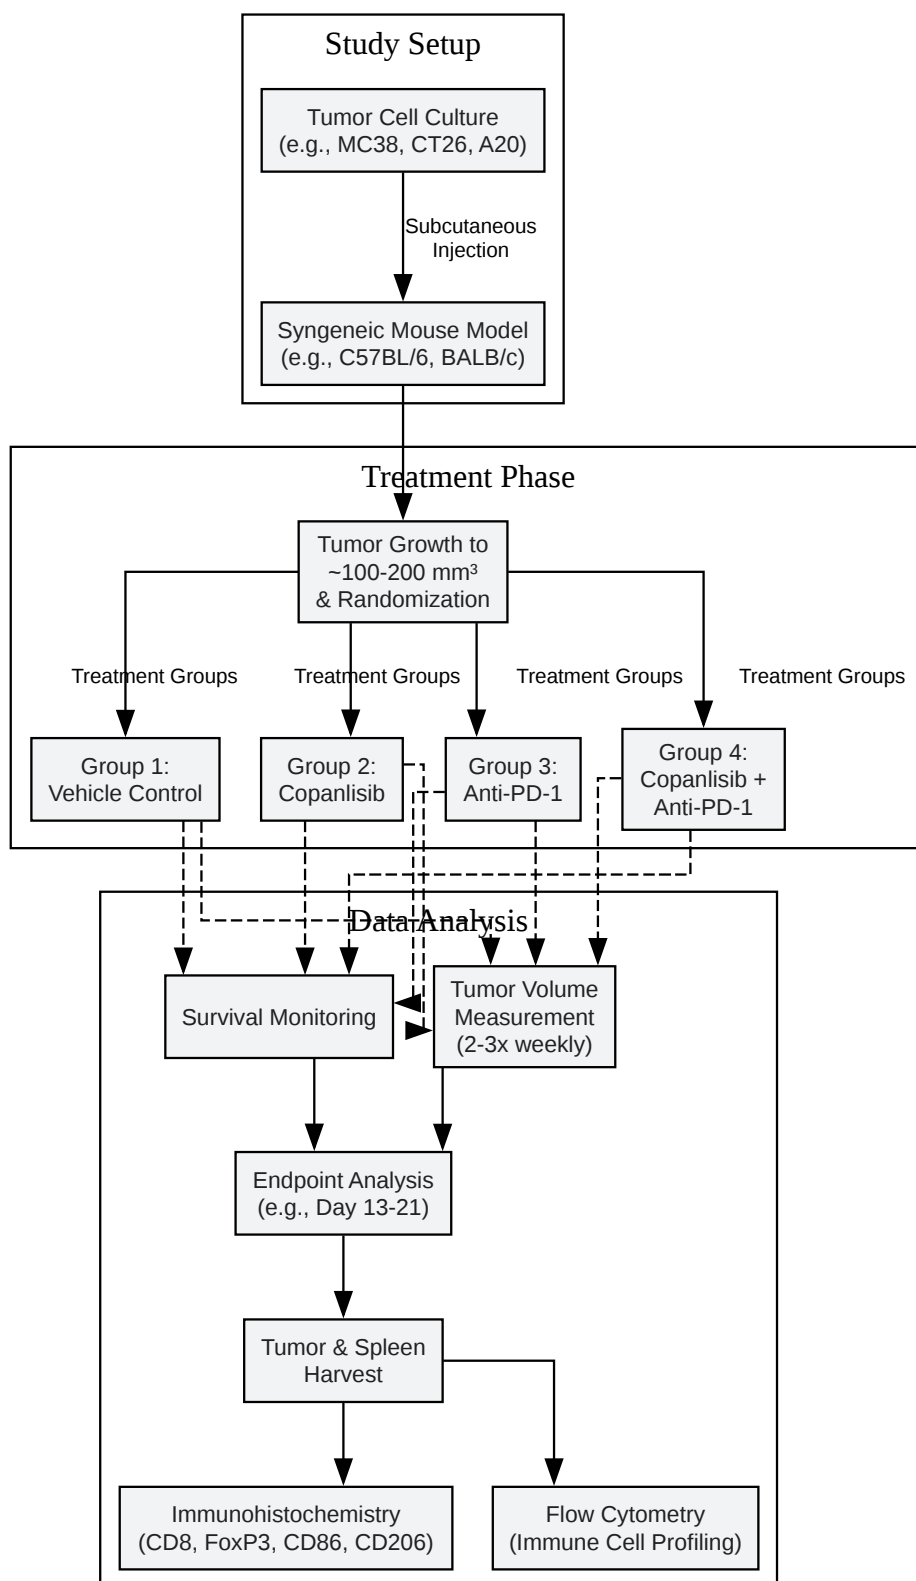 Study Setup
Tumor Cell Culture
(e.g., MC38, CT26, A20)
Subcutaneous
Injection
Syngeneic Mouse Model
(e.g., C57BL/6, BALB/c)
Treatment Phase
Tumor Growth to
~100-200 mm³
& Randomization
Treatment Groups
Treatment Groups
Treatment Groups
Treatment Groups
Group 1:
Vehicle Control
Group 2:
Copanlisib
Group 3:
Anti-PD-1
Group 4:
Copanlisib +
Anti-PD-1
Data Analysis
Survival Monitoring
Tumor Volume
Measurement
(2-3x weekly)
Endpoint Analysis
(e.g., Day 13-21)
Tumor & Spleen
Harvest
Immunohistochemistry
(CD8, FoxP3, CD86, CD206)
Flow Cytometry
(Immune Cell Profiling)